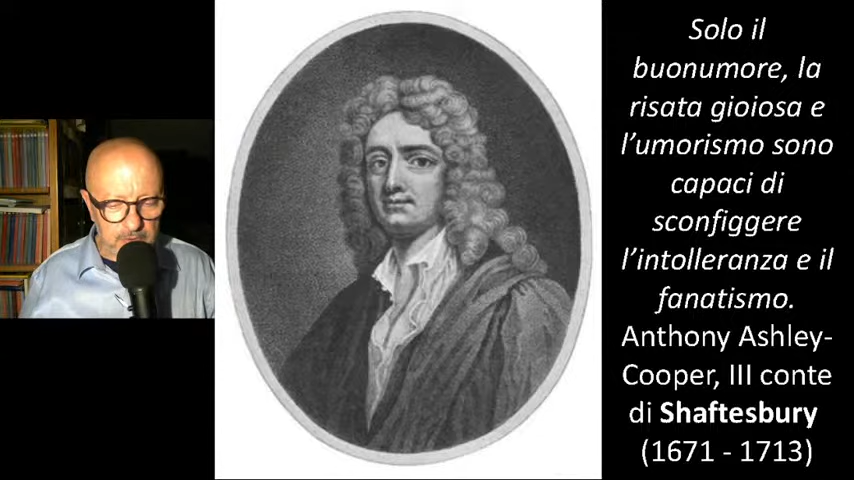 Solo il
buonumore, la
risata gioiosa e
l’umorismo sono
capaci di
sconfiggere
l’intolleranza e il
fanatismo.
Anthony Ashley-
Cooper, III conte
di Shaftesbury
(1671 - 1713)